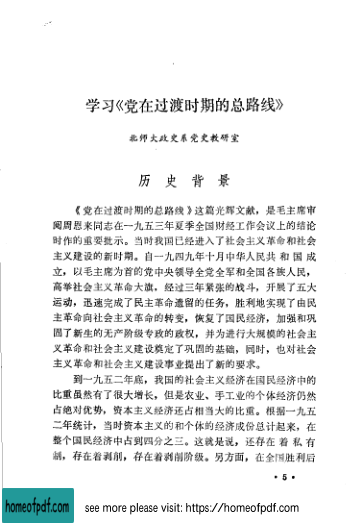 学习《党在过渡时期的总路线》
北师大政史系党史教研室
历史背景
《党在过渡时期的总路线》这篇光辉文献，是毛主席审
阅周恩来同志在一九五三年夏季全国财经工作会议上的结论
时作的重要批示。当时我国已经进入了社会主义革命和社会
主义建设的新时期。自一九四九年十月中华人民共和国成
立，以毛主席为首的党中央领导全党全军和全国各族人民，
高举社会主义革命大旗，经过三年紧张的战斗，开展了五大
运动，迅速完成了民主革命遗留的任务，胜利地实现了由民
主革命向社会主义革命的转变，恢复了国民经济，加强和巩
固了新生的无产阶级专政的政权，并为进行大规模的社会主
义革命和社会主义建设奠定了巩固的基础，同时，也对社会
主义革命和社会主义建设事业提出了新的要求。
到一九五二年底，我国的社会主义经济在国民经济中的
比重虽然有了很大增长，但是农业、手工业的个体经济仍然
占绝对优势，资本主义经济还占相当大的比重。根据一九五
二年统计，当时资本主义的和个体的经济成份总计起来，在
整个国民经济中占到四分之三。这就是说，还存在着私有
制，存在着剥削，存在着剥削阶级。另方面，在全国胜利后
· 5 ·
homeofpdf.com
see more please visit: https://homeofpdf.com